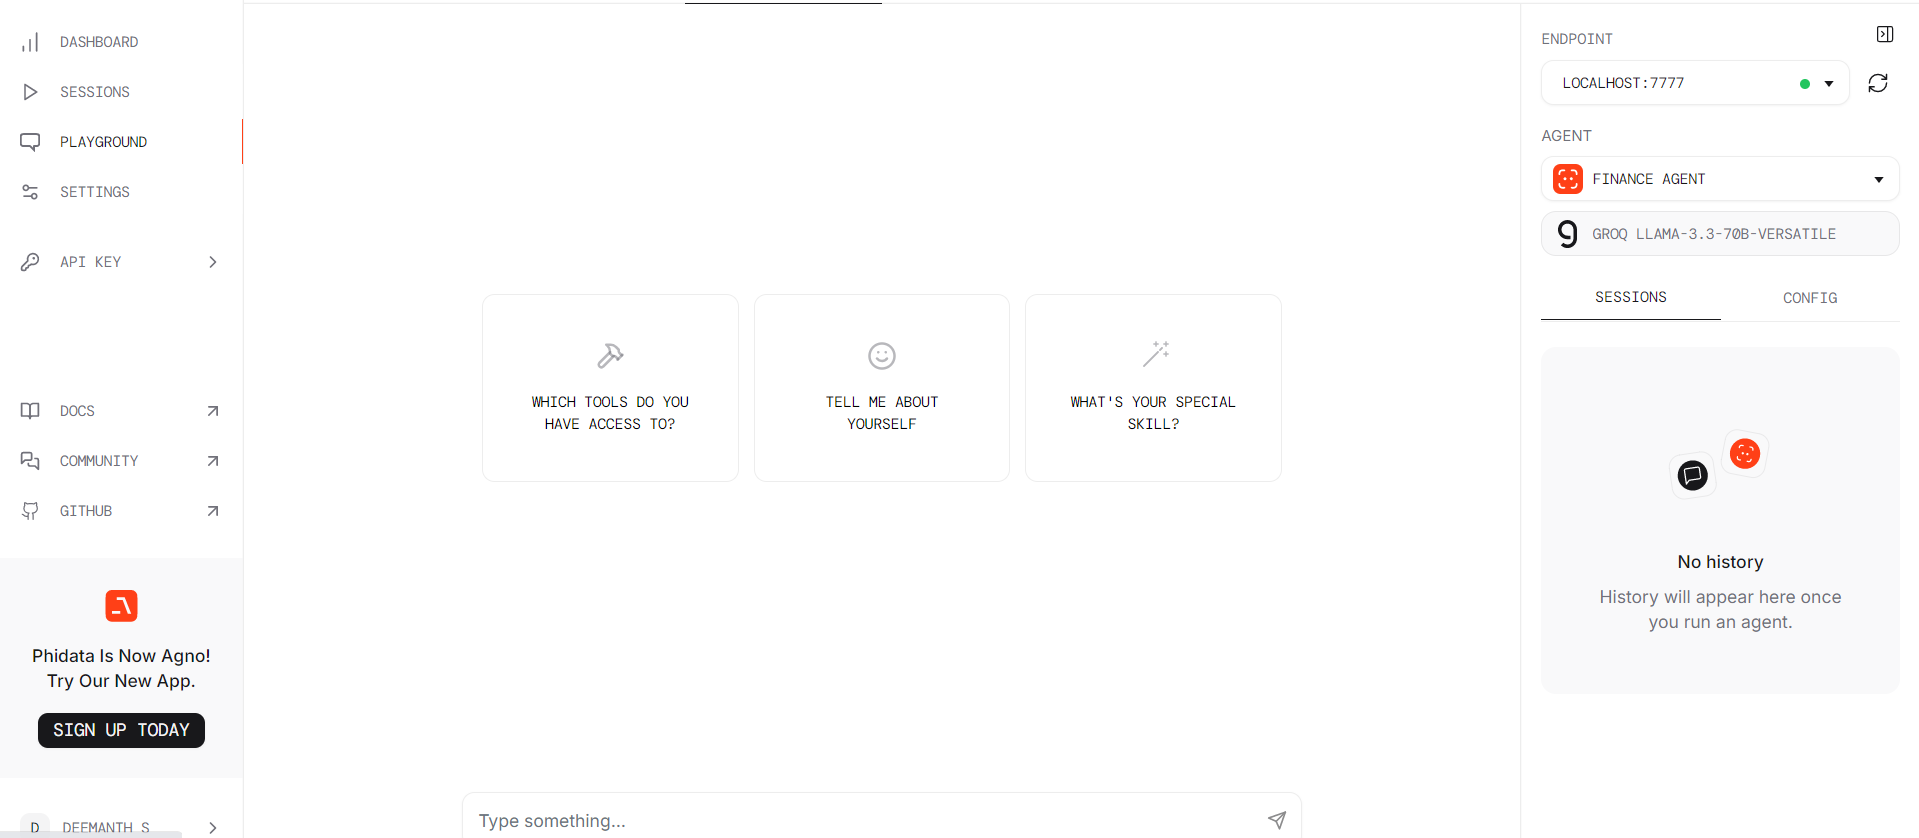 DASHBOARD
SESSIONS
PLAYGROUND
SETTINGS
API KEY
DOCS
COMMUNITY
GITHUB
Phidata Is Now Agno!
Try Our New App.
SIGN UP TODAY
D
DEEMANTH S
WHICH TOOLS DO YOU
HAVE ACCESS TO?
TELL ME ABOUT
YOURSELF
WHAT'S YOUR SPECIAL
SKILL?
Type something...
ENDPOINT
LOCALHOST:7777
AGENT
FINANCE AGENT
GROQ LLAMA-3.3-70B-VERSATILE
SESSIONS
CONFIG
No history
History will appear here once
you run an agent.